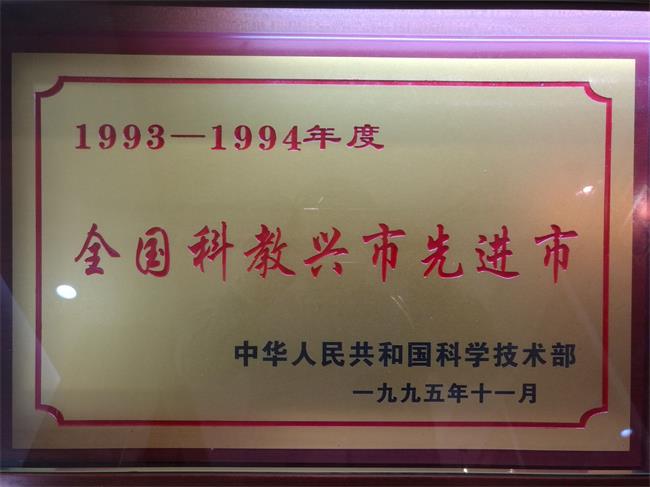 1993—1994年度
全国科教兴市先进市
中华人民共和国科学技术部
一九九五年十一月